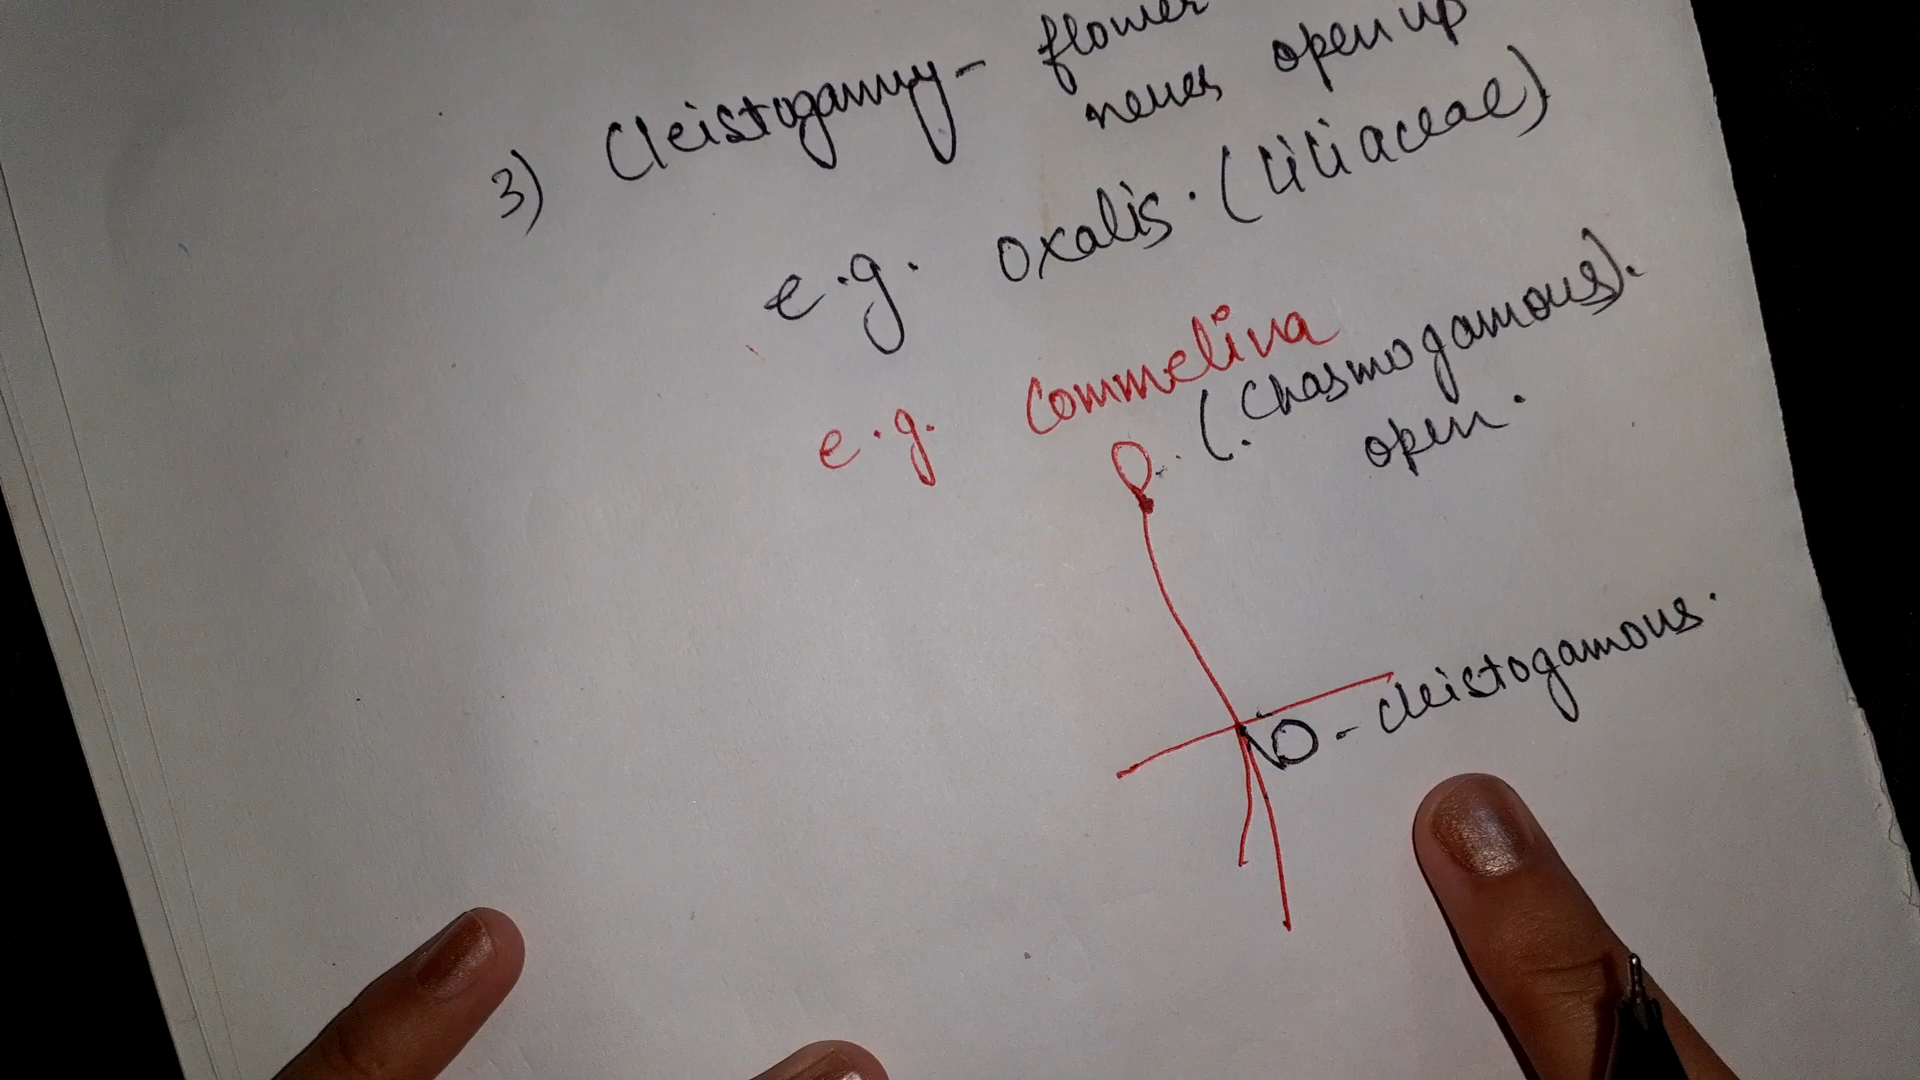 3) Cleistogamy- flower
never open up
e.g. oxalis. (Liliaceae)
e.g. Commelina
(Chasmogamous).
open.
- cleistogamous.